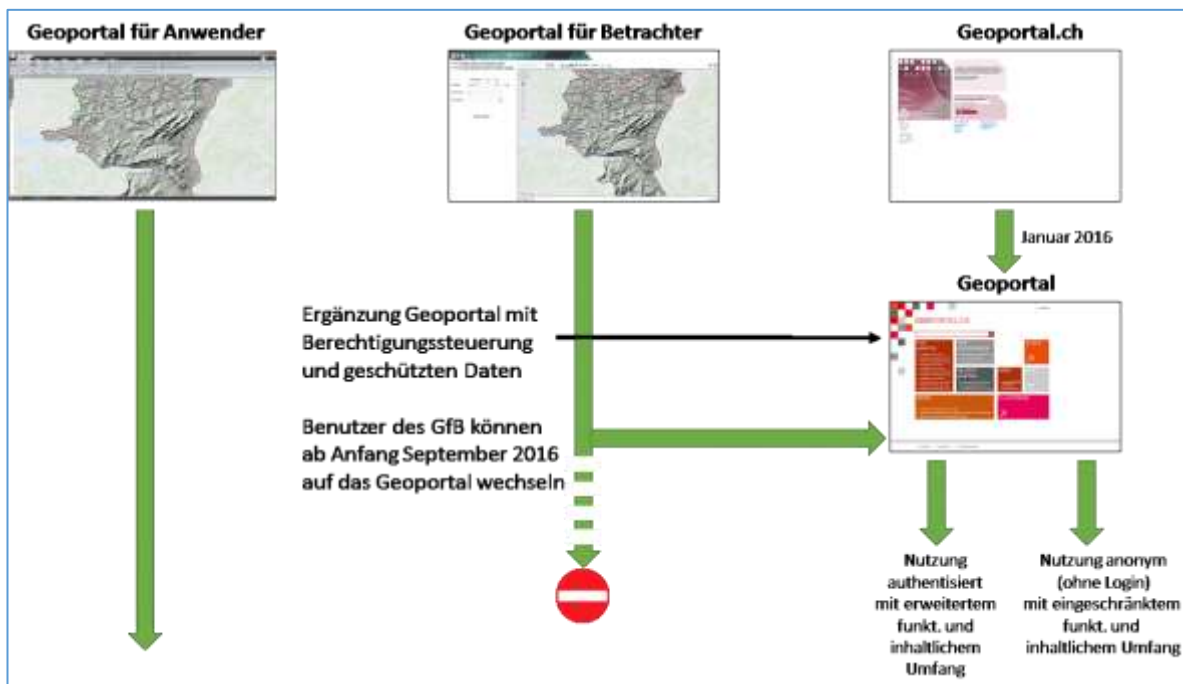 Geoportal für Anwender
Geoportal für Betrachter
Geoportal.ch
Januar 2016
Geoportal
Ergänzung Geoportal mit
Berechtigungssteuerung
und geschützten Daten
Benutzer des GfB können
ab Anfang September 2016
auf das Geoportal wechseln
Nutzung
authentisiert
mit erweitertem
funkt. und
inhaltlichem
Umfang
Nutzung anonym
(ohne Login)
mit eingeschränktem
funkt. und
inhaltlichem Umfang